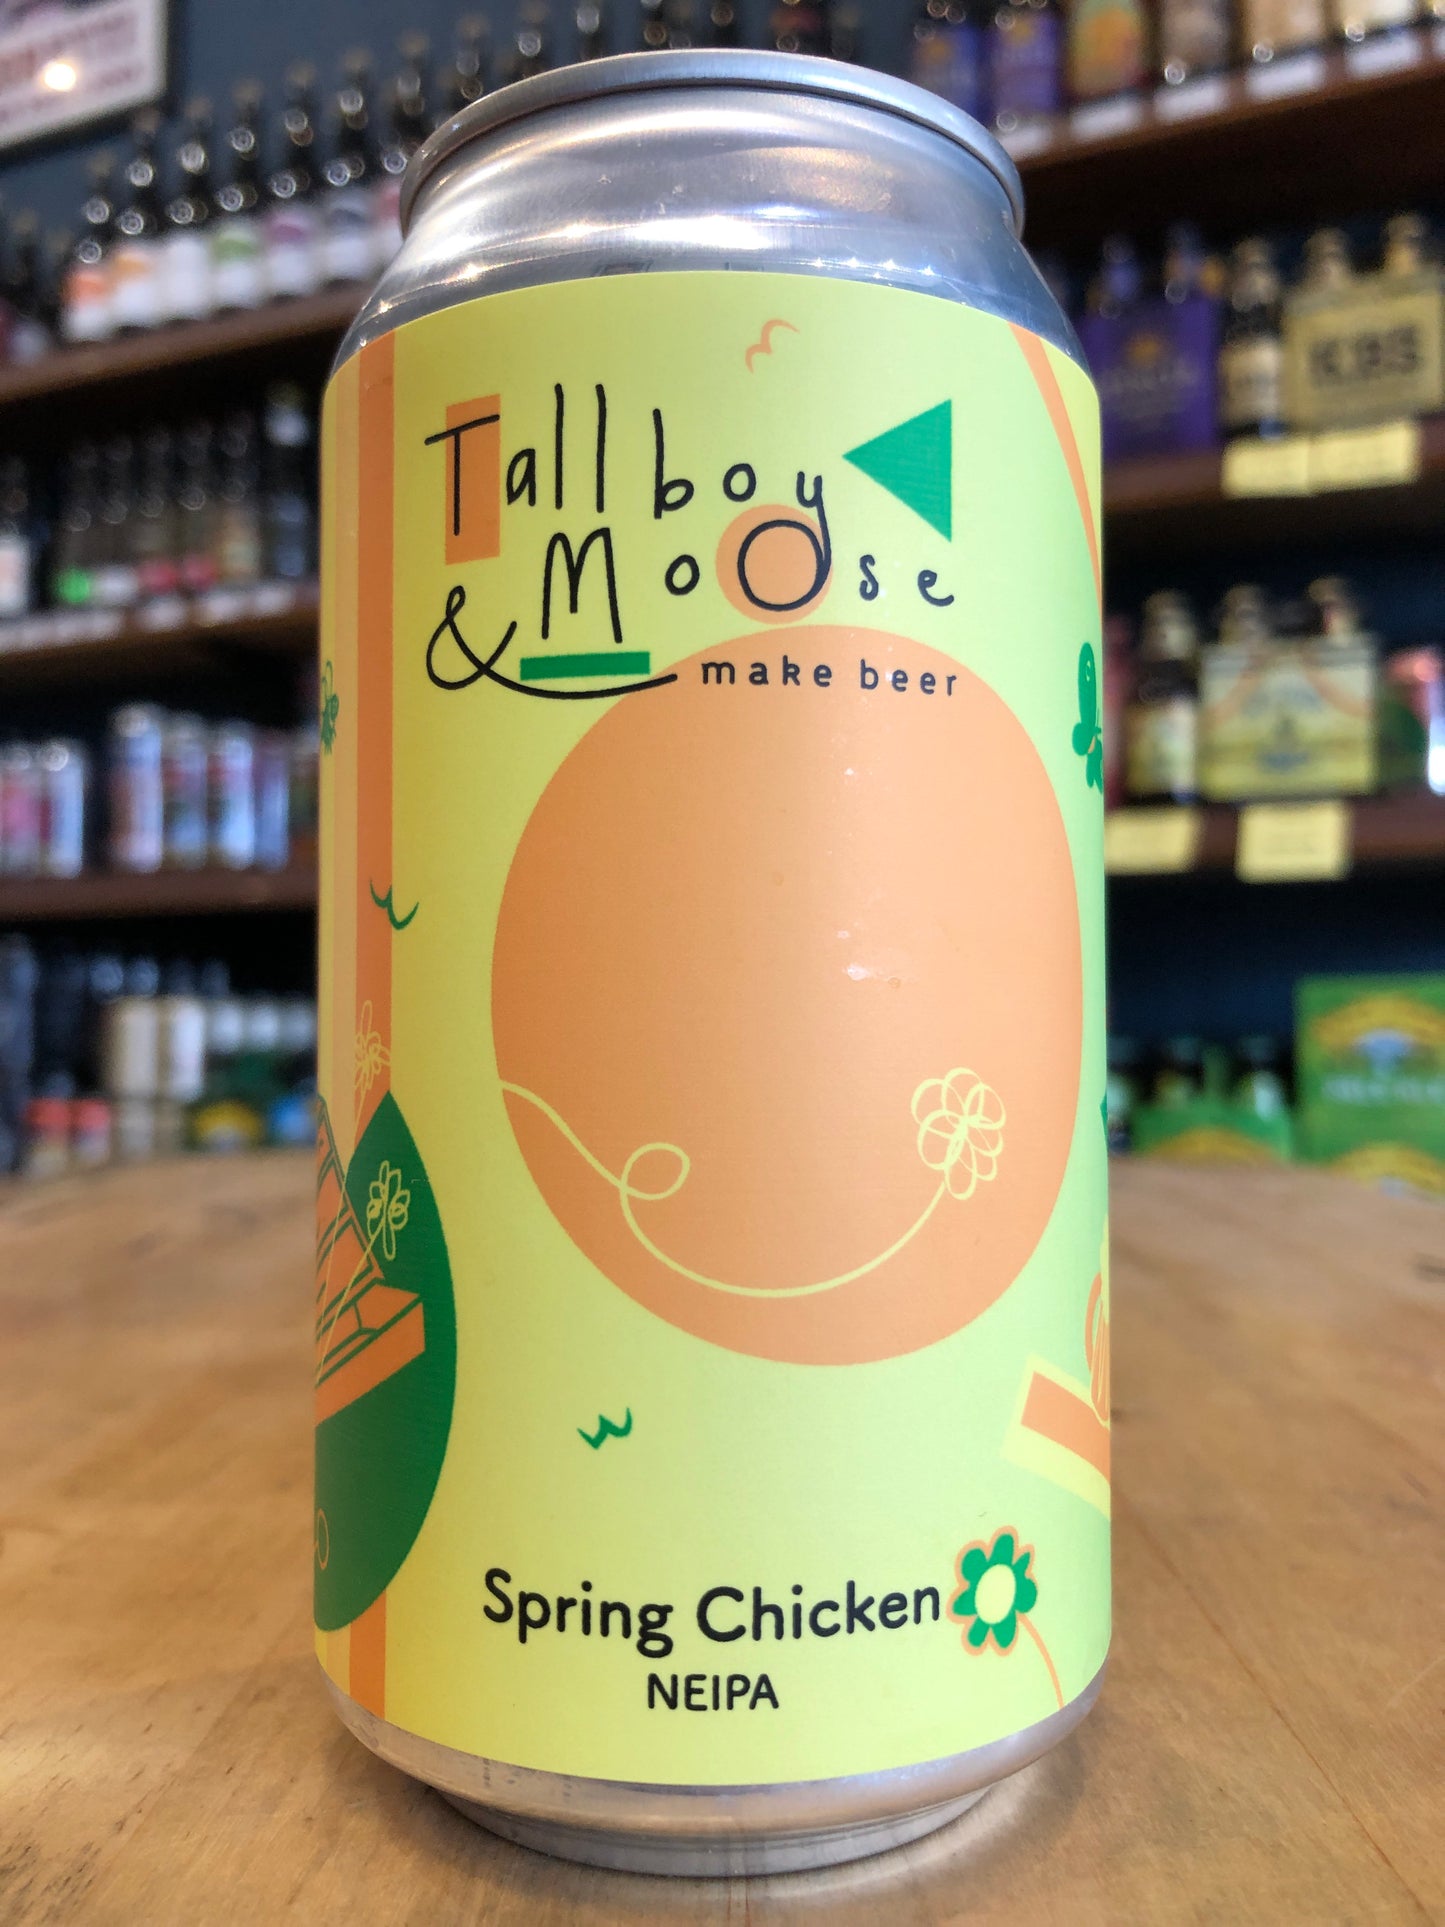 Tallboy
& Moose
make beer
Spring Chicken
NEIPA
KBS